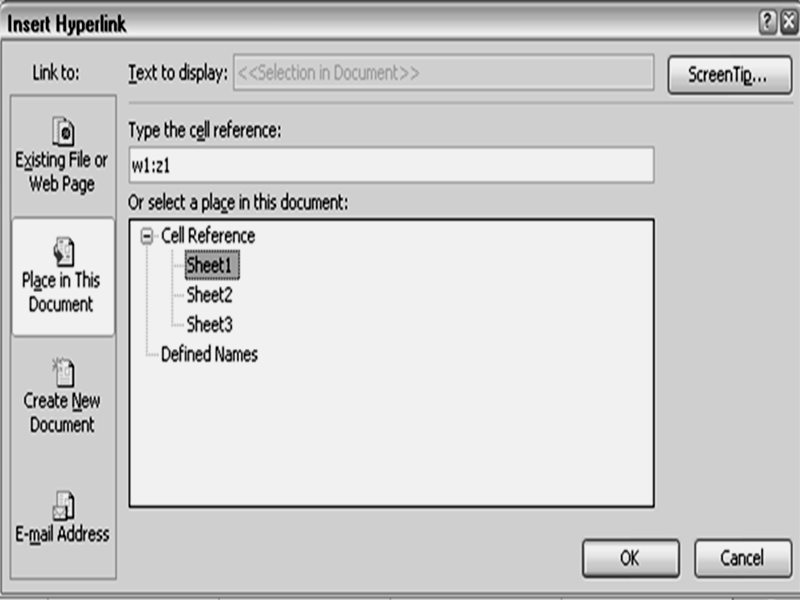 Insert Hyperlink
Link to:
Text to display: <<Selection in Document>>
ScreenTip...
Existing File or
Web Page
Place in This
Document
Create New
Document
E-mail Address
Type the cell reference:
w1:z1
Or select a place in this document:
Cell Reference
Sheet1
Sheet2
Sheet3
Defined Names
OK
Cancel